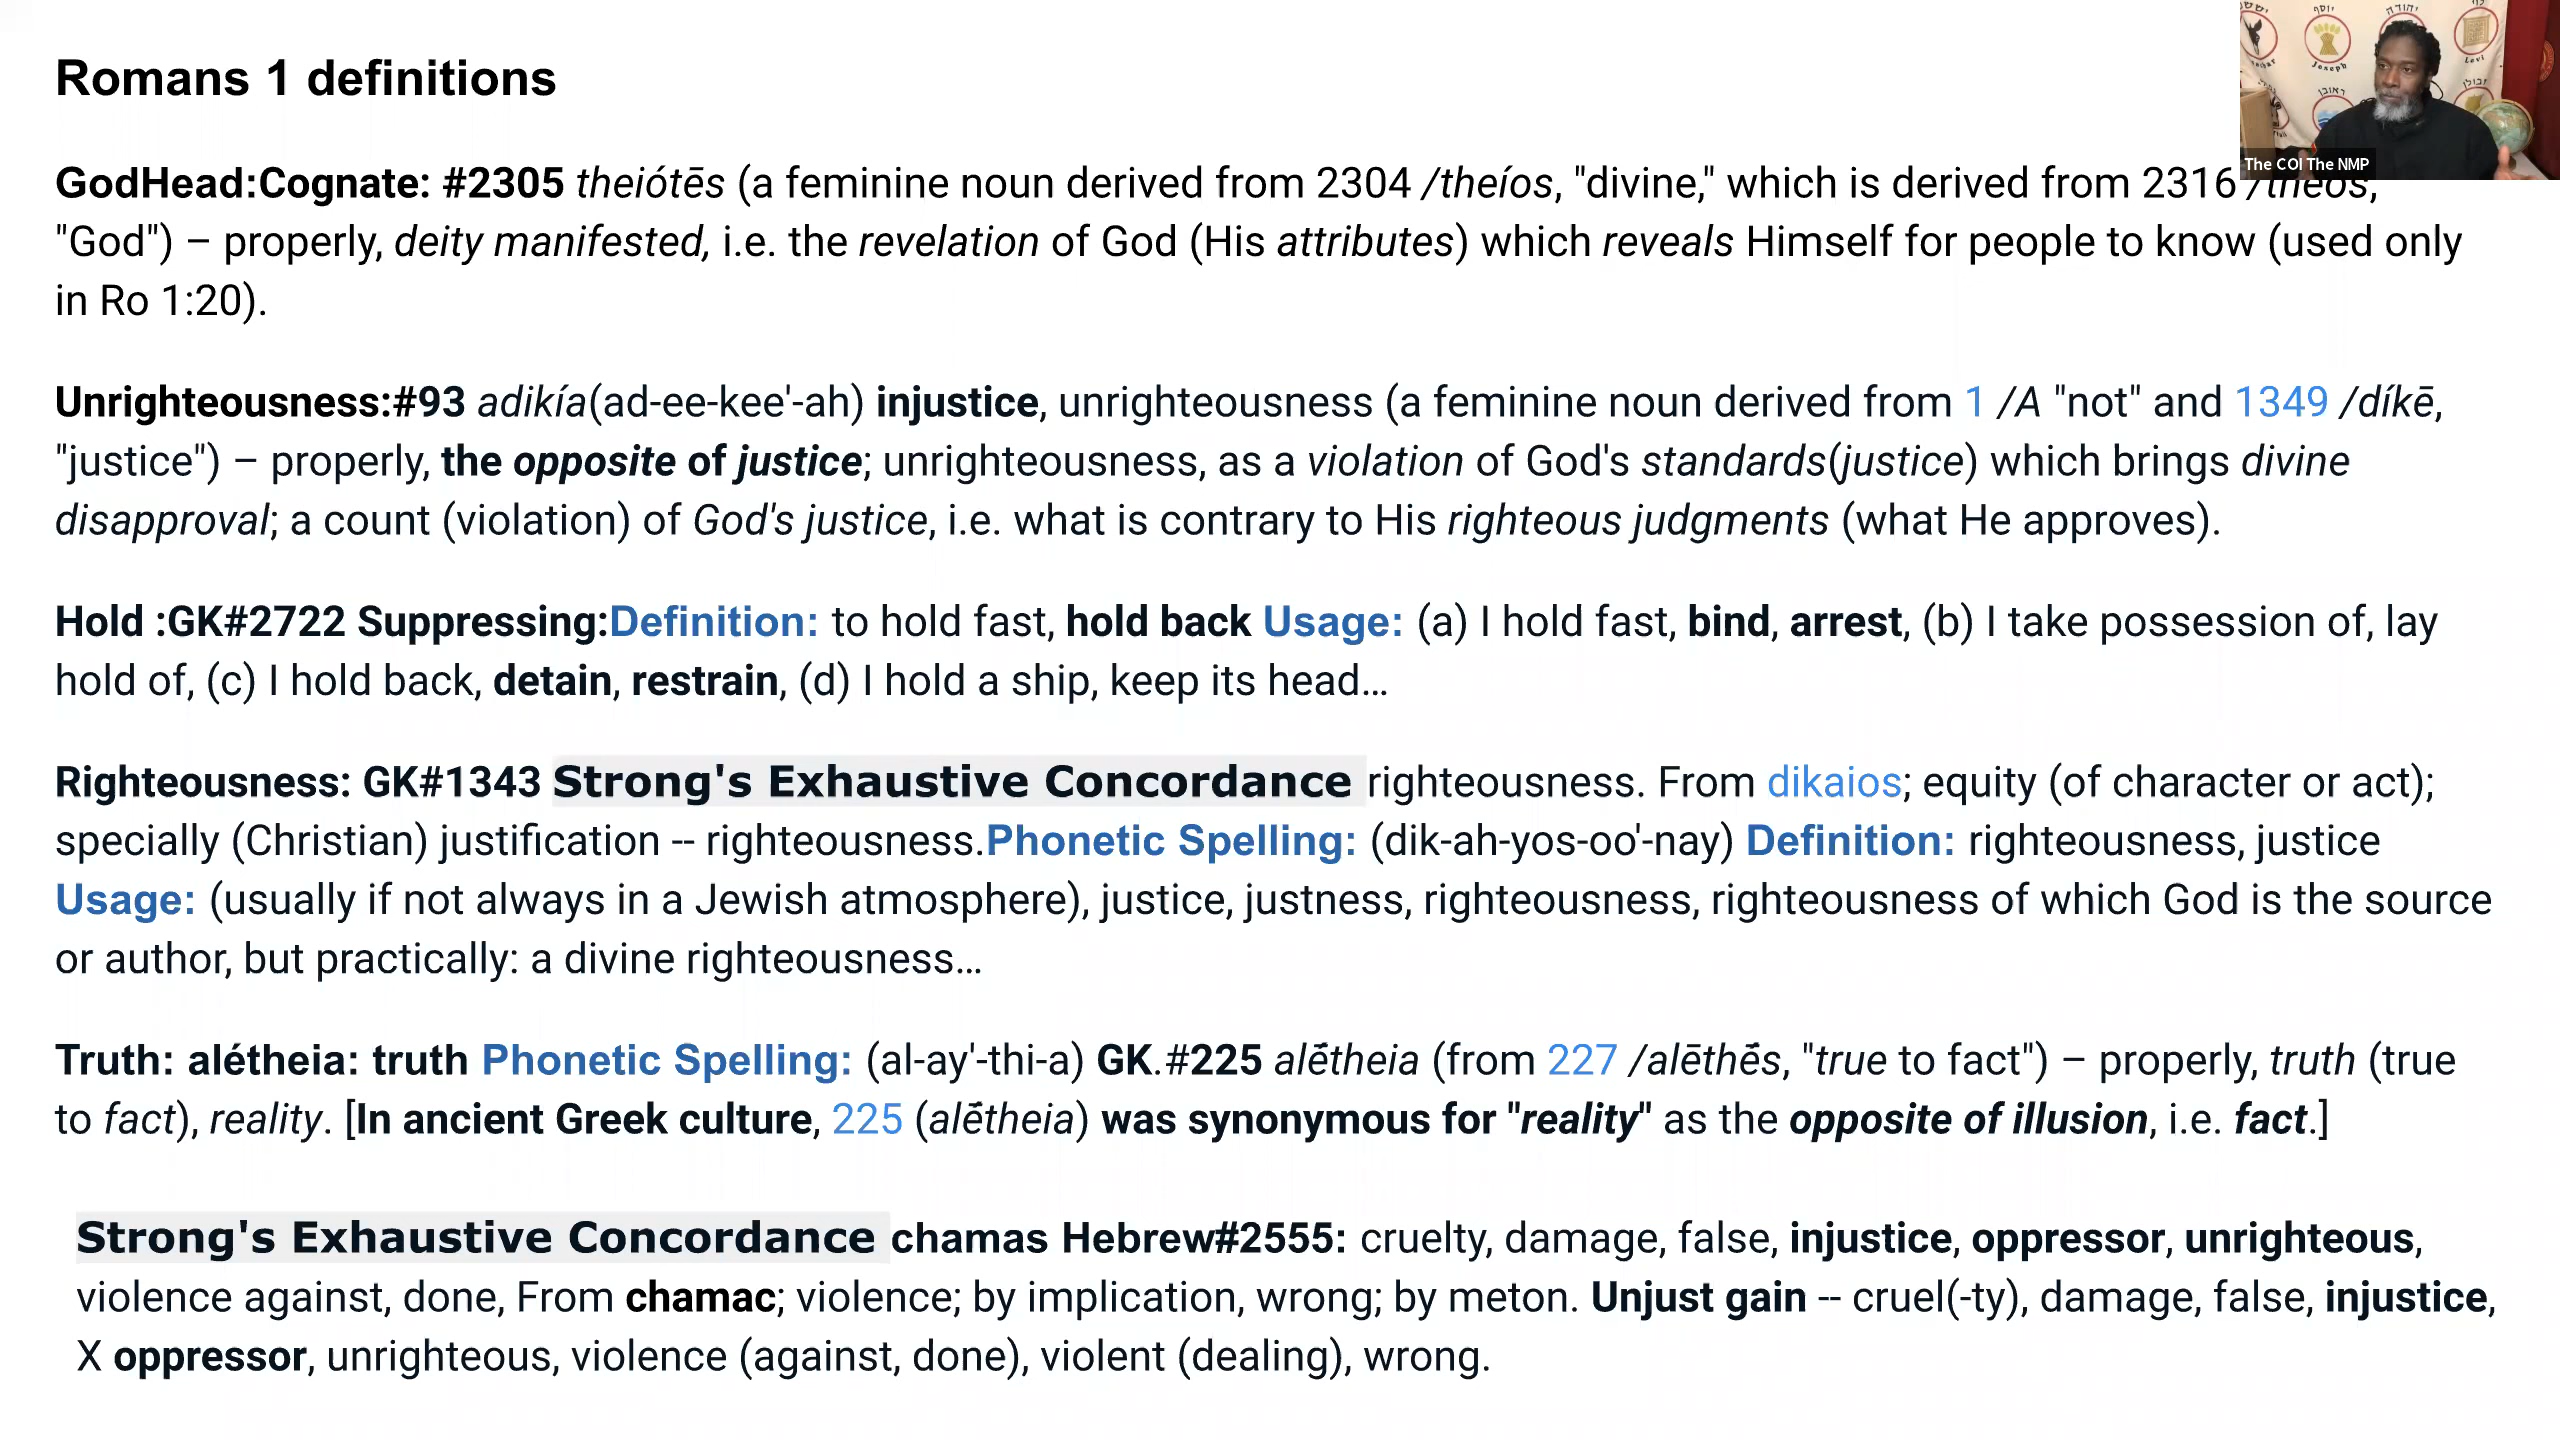 Romans 1 definitions
יוסף
יהודה
לוי
Joseph
Levi
ראובן
זבולן
The COI The NMP
GodHead:Cognate: #2305 theiótēs (a feminine noun derived from 2304 /theíos, "divine," which is derived from 2316 /theós,
"God") – properly, deity manifested, i.e. the revelation of God (His attributes) which reveals Himself for people to know (used only
in Ro 1:20).
Unrighteousness:#93 adikía(ad-ee-kee'-ah) injustice, unrighteousness (a feminine noun derived from 1 /A "not" and 1349 /díkē,
"justice") – properly, the opposite of justice; unrighteousness, as a violation of God's standards(justice) which brings divine
disapproval; a count (violation) of God's justice, i.e. what is contrary to His righteous judgments (what He approves).
Hold :GK#2722 Suppressing:Definition: to hold fast, hold back Usage: (a) I hold fast, bind, arrest, (b) I take possession of, lay
hold of, (c) I hold back, detain, restrain, (d) I hold a ship, keep its head…
Righteousness: GK#1343 Strong's Exhaustive Concordance righteousness. From dikaios; equity (of character or act);
specially (Christian) justification -- righteousness.Phonetic Spelling: (dik-ah-yos-oo'-nay) Definition: righteousness, justice
Usage: (usually if not always in a Jewish atmosphere), justice, justness, righteousness, righteousness of which God is the source
or author, but practically: a divine righteousness…
Truth: alétheia: truth Phonetic Spelling: (al-ay'-thi-a) GK.#225 alḗtheia (from 227 /alēthḗs, "true to fact") – properly, truth (true
to fact), reality. [In ancient Greek culture, 225 (alḗtheia) was synonymous for "reality" as the opposite of illusion, i.e. fact.]
Strong's Exhaustive Concordance chamas Hebrew#2555: cruelty, damage, false, injustice, oppressor, unrighteous,
violence against, done, From chamac; violence; by implication, wrong; by meton. Unjust gain -- cruel(-ty), damage, false, injustice,
X oppressor, unrighteous, violence (against, done), violent (dealing), wrong.